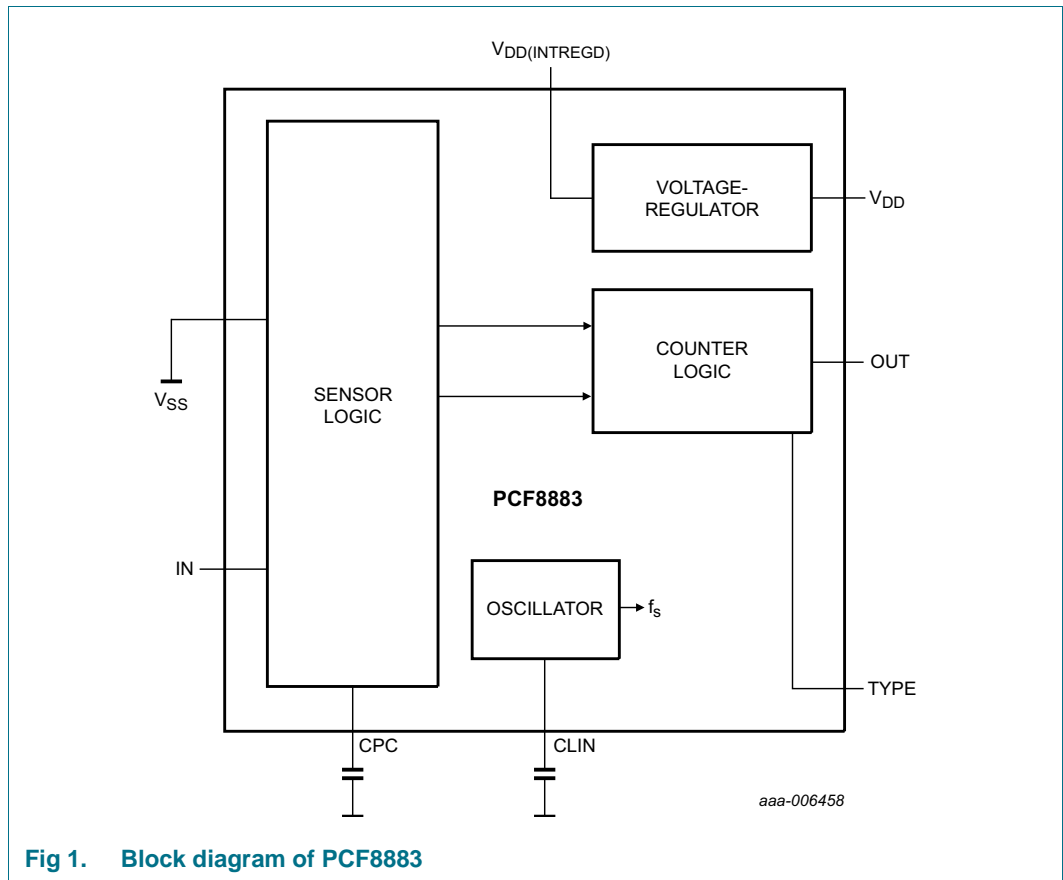 VDD(INTREGD)
VOLTAGE-
REGULATOR
VDD
COUNTER
LOGIC
OUT
SENSOR
LOGIC
VSS
PCF8883
IN
OSCILLATOR
fs
TYPE
CPC
CLIN
aaa-006458
Fig 1. Block diagram of PCF8883